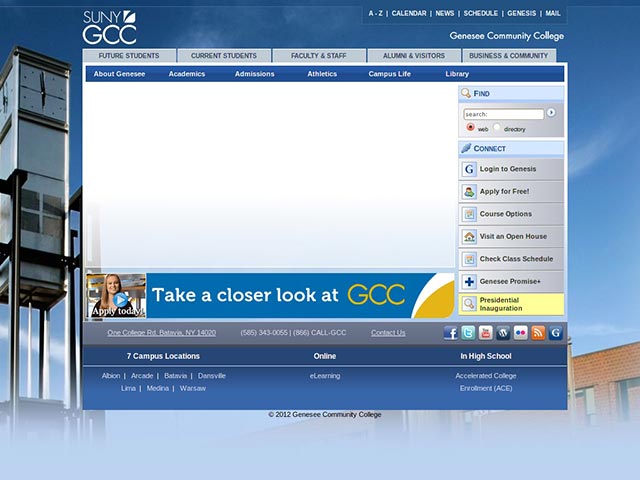 SUNY
GCC
A - Z | CALENDAR | NEWS | SCHEDULE | GENESIS | MAIL
Genesee Community College
FUTURE STUDENTS
CURRENT STUDENTS
FACULTY & STAFF
ALUMNI & VISITORS
BUSINESS & COMMUNITY
About Genesee
Academics
Admissions
Athletics
Campus Life
Library
FIND
search:
web
directory
CONNECT
G Login to Genesis
Apply for Free!
Course Options
Visit an Open House
Check Class Schedule
Genesee Promise+
Presidential
Inauguration
Apply today!
Take a closer look at GCC
One College Rd. Batavia, NY 14020
(585) 343-0055 | (866) CALL-GCC
Contact Us
7 Campus Locations
Online
In High School
Albion | Arcade | Batavia | Dansville
Lima | Medina | Warsaw
eLearning
Accelerated College
Enrollment (ACE)
© 2012 Genesee Community College